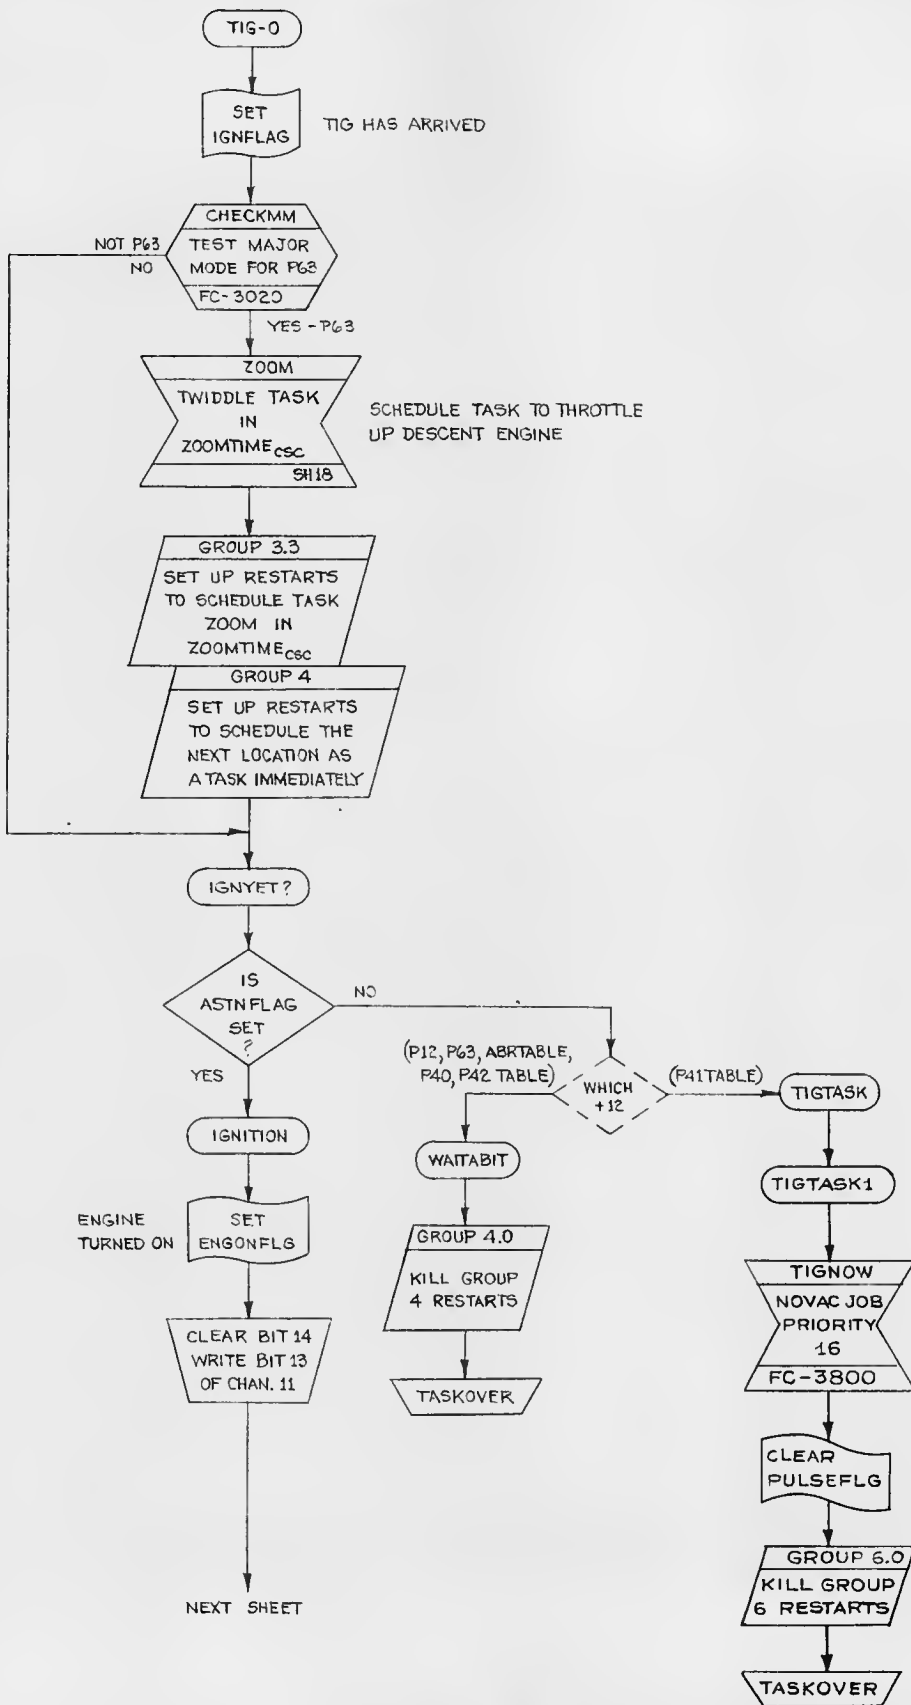 TIG-0
SET
IGNFLAG
TIG HAS ARRIVED
CHECKMM
NOT P63
NO
TEST MAJOR
MODE FOR P63
FC-3020
YES - P63
ZOOM
TWIDDLE TASK
IN
ZOOMTIME CSC
SH18
SCHEDULE TASK TO THROTTLE
UP DESCENT ENGINE
GROUP 3.3
SET UP RESTARTS
TO SCHEDULE TASK
ZOOM IN
ZOOMTIME CSC
GROUP 4
SET UP RESTARTS
TO SCHEDULE THE
NEXT LOCATION AS
A TASK IMMEDIATELY
IGNYET?
IS
ASTNFLAG
SET
?
NO
YES
(P12, P63, ABRTABLE,
P40, P42 TABLE)
WHICH
+12
(P41TABLE)
TIGTASK
IGNITION
WAITABIT
TIGTASK1
ENGINE
TURNED ON
SET
ENGONFLG
GROUP 4.0
KILL GROUP
4 RESTARTS
TIGNOW
NOVAC JOB
PRIORITY
16
FC-3800
CLEAR BIT 14
WRITE BIT 13
OF CHAN. 11
TASKOVER
CLEAR
PULSEFLG
GROUP 6.0
KILL GROUP
6 RESTARTS
NEXT SHEET
TASKOVER